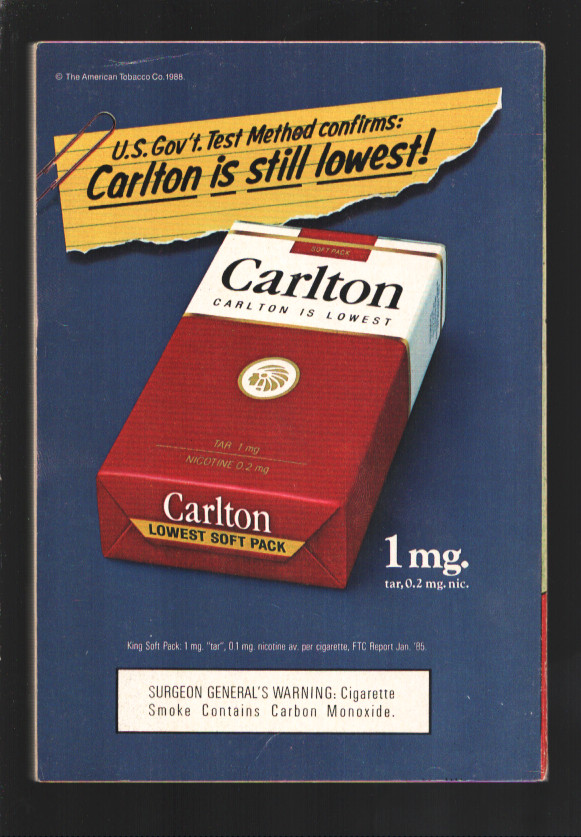 © The American Tobacco Co. 1988.
U.S. Gov't. Test Method confirms:
Carlton is still lowest!
SOFT PACK
Carlton
CARLTON IS LOWEST
TAR 1 mg
NICOTINE 0.2 mg
Carlton
LOWEST SOFT PACK
1 mg.
tar, 0.2 mg. nic.
King Soft Pack: 1 mg. "tar", 0.1 mg. nicotine av. per cigarette, FTC Report Jan. '85.
SURGEON GENERAL'S WARNING: Cigarette
Smoke Contains Carbon Monoxide.